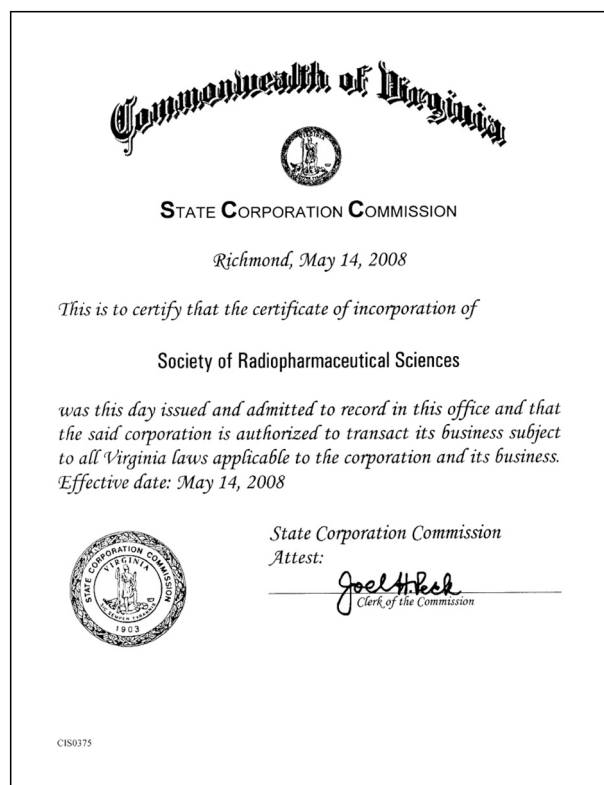 Commonwealth of Virginia
STATE CORPORATION COMMISSION
Richmond, May 14, 2008
This is to certify that the certificate of incorporation of
Society of Radiopharmaceutical Sciences
was this day issued and admitted to record in this office and that
the said corporation is authorized to transact its business subject
to all Virginia laws applicable to the corporation and its business.
Effective date: May 14, 2008
STATE CORPORATION COMMISSION
VIRGINIA
SIC SEMPER TYRANNIS
1903
State Corporation Commission
Attest:
Joel H. Peck
Clerk of the Commission
CIS0375